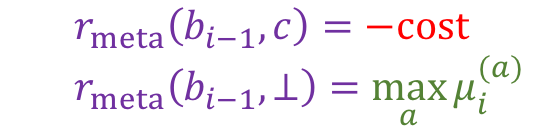 r_meta(b_{i−1}, c) = −cost
r_meta(b_{i−1}, ⊥) = max_a μ_i^{(a)}